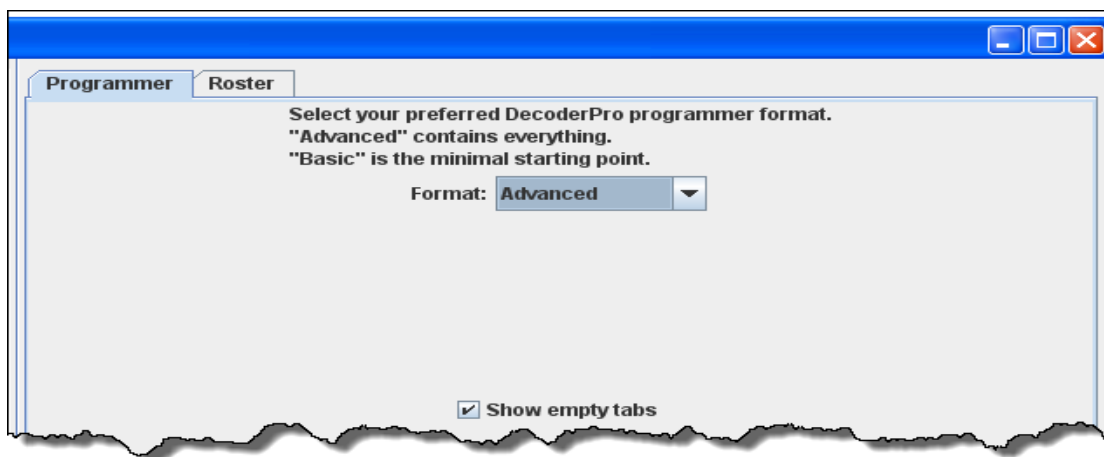 Programmer Roster
Select your preferred DecoderPro programmer format.
"Advanced" contains everything.
"Basic" is the minimal starting point.
Format: Advanced
Show empty tabs